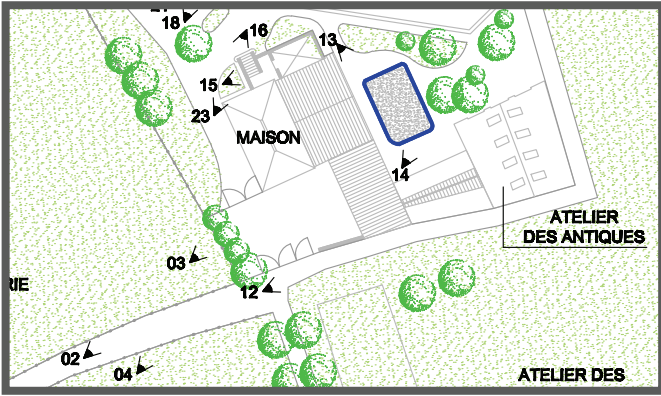 18
16
13
15
23
MAISON
14
ATELIER
DES ANTIQUES
03
RIE
12
02
04
ATELIER DES